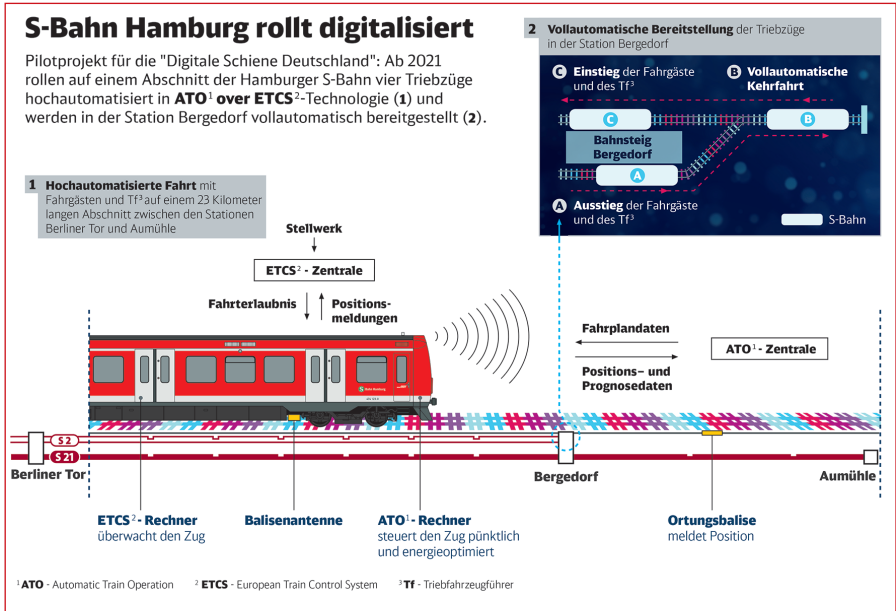 S-Bahn Hamburg rollt digitalisiert
Pilotprojekt für die "Digitale Schiene Deutschland": Ab 2021
rollen auf einem Abschnitt der Hamburger S-Bahn vier Triebzüge
hochautomatisiert in ATO¹ over ETCS²-Technologie (1) und
werden in der Station Bergedorf vollautomatisch bereitgestellt (2).
2 Vollautomatische Bereitstellung der Triebzüge
in der Station Bergedorf
C Einstieg der Fahrgäste
und des Tf³
B Vollautomatische
Kehrfahrt
C
B
Bahnsteig
Bergedorf
A
A Ausstieg der Fahrgäste
und des Tf³
S-Bahn
1 Hochautomatisierte Fahrt mit
Fahrgästen und Tf³ auf einem 23 Kilometer
langen Abschnitt zwischen den Stationen
Berliner Tor und Aumühle
Stellwerk
ETCS² - Zentrale
Fahrterlaubnis
Positions-
meldungen
Fahrplandaten
ATO¹ - Zentrale
Positions- und
Prognosedaten
S Bahn Hamburg
S 2
S 21
Berliner Tor
Bergedorf
Aumühle
ETCS² - Rechner
überwacht den Zug
Balisenantenne
ATO¹ - Rechner
steuert den Zug pünktlich
und energieoptimiert
Ortungsbalise
meldet Position
¹ ATO - Automatic Train Operation ² ETCS - European Train Control System ³ Tf - Triebfahrzeugführer